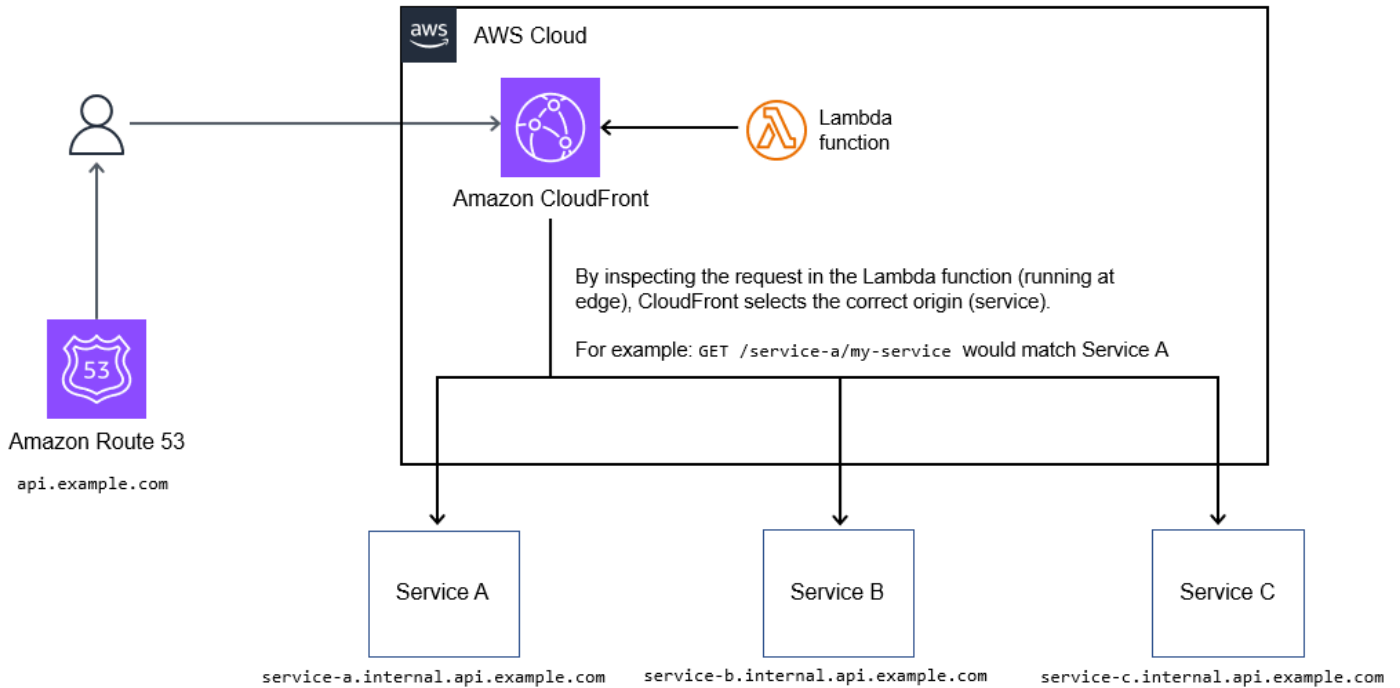 aws
AWS Cloud
Lambda
function
Amazon CloudFront
By inspecting the request in the Lambda function (running at
edge), CloudFront selects the correct origin (service).
For example: GET /service-a/my-service would match Service A
53
Amazon Route 53
api.example.com
Service A
Service B
Service C
service-a.internal.api.example.com
service-b.internal.api.example.com
service-c.internal.api.example.com